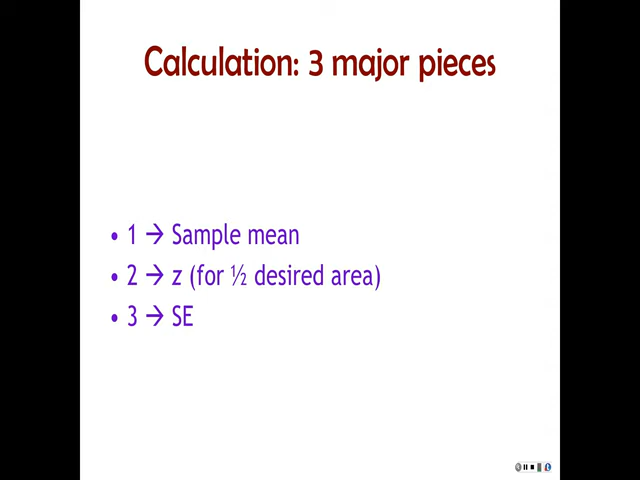 Calculation: 3 major pieces
• 1 → Sample mean
• 2 → z (for ½ desired area)
• 3 → SE